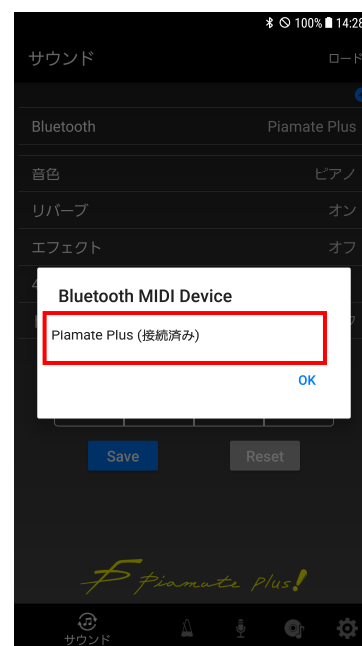 100% 14:28
サウンド ロード
Bluetooth Piamate Plus
音色 ピアノ
リバーブ オン
エフェクト オフ
Bluetooth MIDI Device
Piamate Plus (接続済み)
OK
Save Reset
Piamate Plus!
サウンド